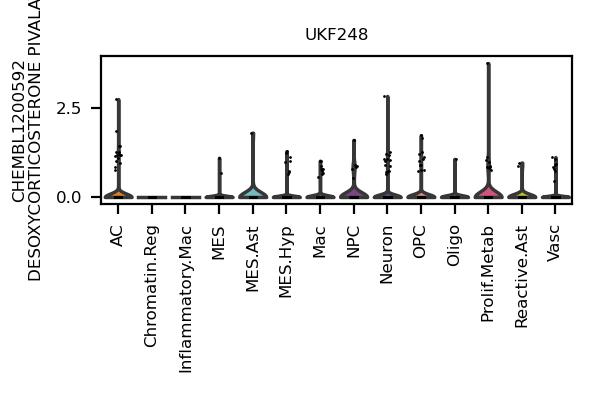 UKF248
CHEMBL1200592
DESOXYCORTICOSTERONE PIVALA
2.5
0.0
AC
Chromatin.Reg
Inflammatory.Mac
MES
MES.Ast
MES.Hyp
Mac
NPC
Neuron
OPC
Oligo
Prolif.Metab
Reactive.Ast
Vasc